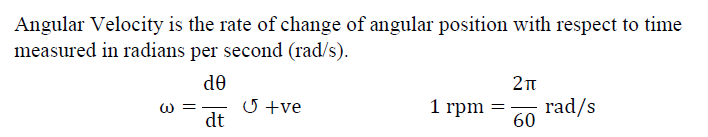 Angular Velocity is the rate of change of angular position with respect to time
measured in radians per second (rad/s).
ω = dθ/dt ↺ +ve 1 rpm = 2π/60 rad/s